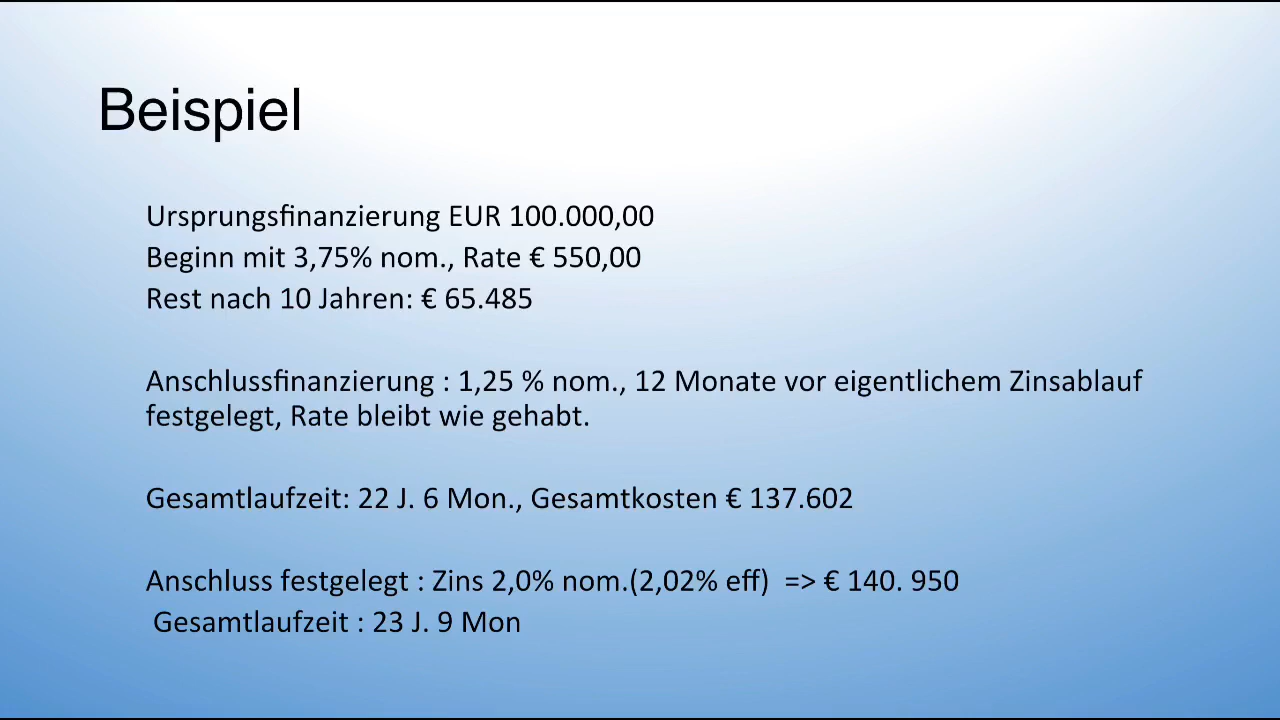 Beispiel
Ursprungsfinanzierung EUR 100.000,00
Beginn mit 3,75% nom., Rate € 550,00
Rest nach 10 Jahren: € 65.485
Anschlussfinanzierung : 1,25 % nom., 12 Monate vor eigentlichem Zinsablauf
festgelegt, Rate bleibt wie gehabt.
Gesamtlaufzeit: 22 J. 6 Mon., Gesamtkosten € 137.602
Anschluss festgelegt : Zins 2,0% nom.(2,02% eff)  => € 140. 950
Gesamtlaufzeit : 23 J. 9 Mon